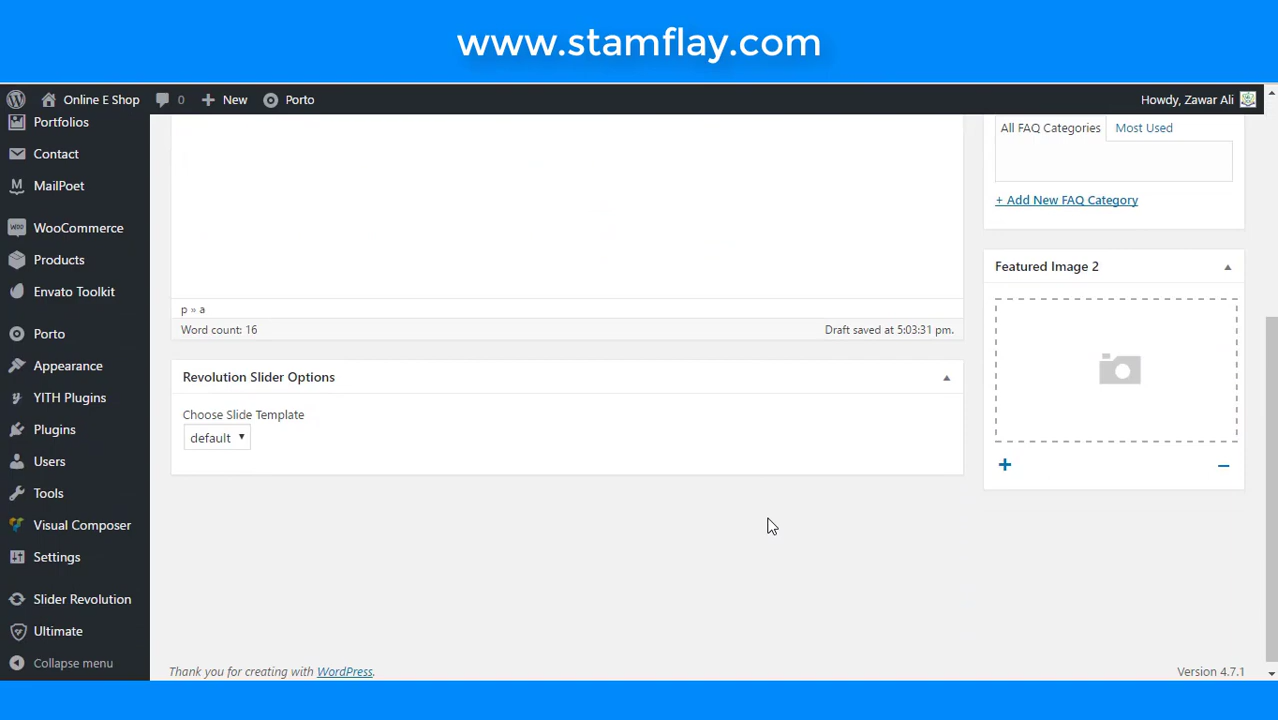 www.stamflay.com
Online E Shop 0 New Porto Howdy, Zawar Ali
Portfolios
Contact
MailPoet
WooCommerce
Products
Envato Toolkit
Porto
Appearance
YITH Plugins
Plugins
Users
Tools
Visual Composer
Settings
Slider Revolution
Ultimate
Collapse menu
p » a
Word count: 16 Draft saved at 5:03:31 pm.
Revolution Slider Options
Choose Slide Template
default
All FAQ Categories Most Used
+ Add New FAQ Category
Featured Image 2
Thank you for creating with WordPress. Version 4.7.1